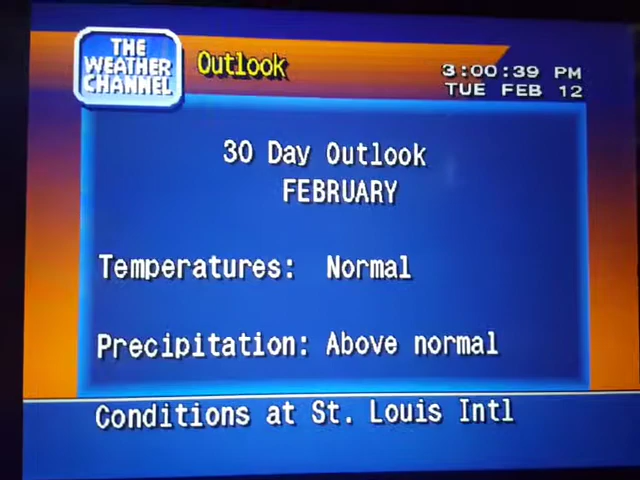 THE
WEATHER
CHANNEL
Outlook
3:00:39 PM
TUE FEB 12
30 Day Outlook
FEBRUARY
Temperatures: Normal
Precipitation: Above normal
Conditions at St. Louis Intl